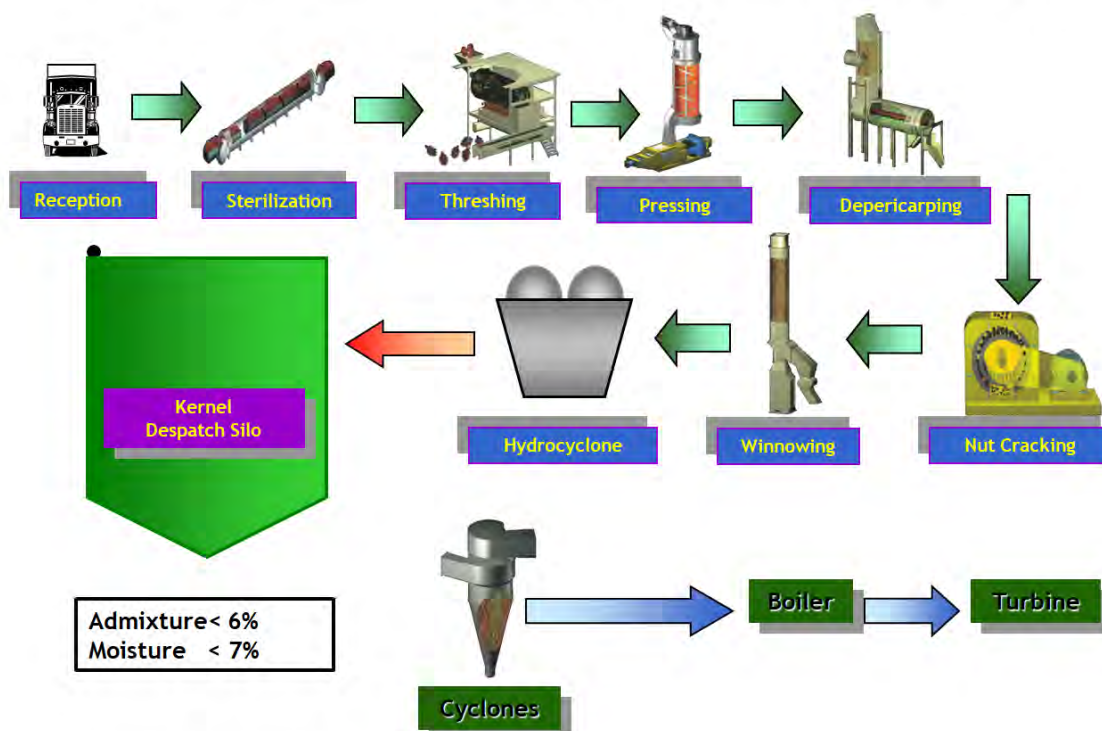 Reception
Sterilization
Threshing
Pressing
Depericarping
Kernel
Despatch Silo
Hydrocyclone
Winnowing
Nut Cracking
Admixture< 6%
Moisture < 7%
Cyclones
Boiler
Turbine